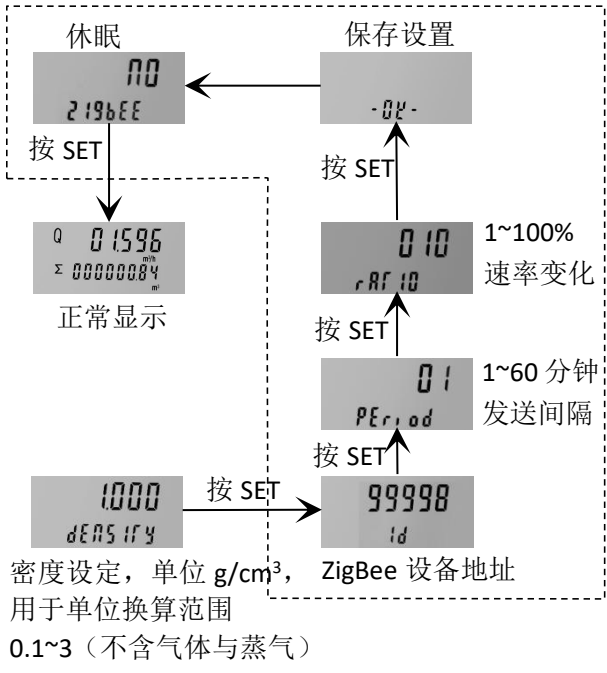 休眠
保存设置
NO
ZIGbEE
-OK-
按 SET
按 SET
Q 01.596
m³/h
Σ 000000.84
m³
正常显示
010
rATIO
1~100%
速率变化
按 SET
01
PEriod
1~60 分钟
发送间隔
按 SET
1.000
dENSITY
按 SET
99998
Id
密度设定，单位 g/cm³，
用于单位换算范围
0.1~3（不含气体与蒸气）
ZigBee 设备地址